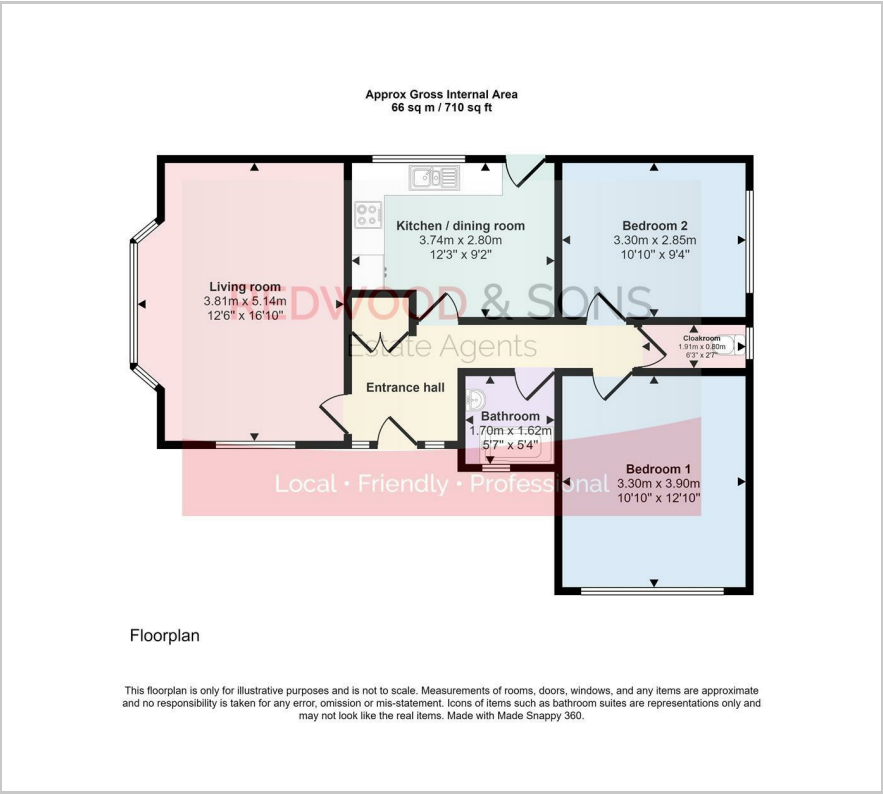 Approx Gross Internal Area
66 sq m / 710 sq ft
Kitchen / dining room
3.74m x 2.80m
12'3" x 9'2"
Bedroom 2
3.30m x 2.85m
10'10" x 9'4"
Living room
3.81m x 5.14m
12'6" x 16'10"
REDWOOD & SONS
Estate Agents
Cloakroom
1.91m x 0.80m
6'3" x 2'7"
Entrance hall
Bathroom
1.70m x 1.62m
5'7" x 5'4"
Bedroom 1
3.30m x 3.90m
10'10" x 12'10"
Local • Friendly • Professional
Floorplan
This floorplan is only for illustrative purposes and is not to scale. Measurements of rooms, doors, windows, and any items are approximate
and no responsibility is taken for any error, omission or mis-statement. Icons of items such as bathroom suites are representations only and
may not look like the real items. Made with Made Snappy 360.